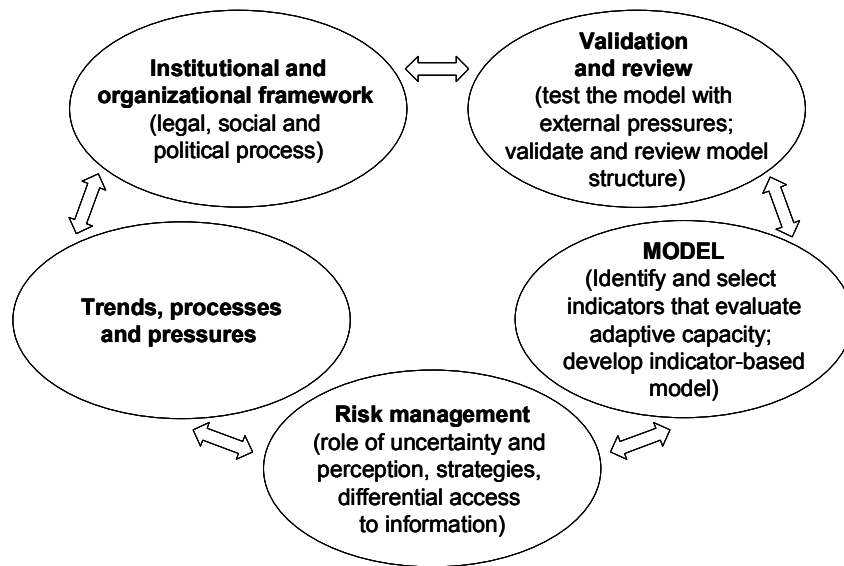 Institutional and
organizational framework
(legal, social and
political process)
Validation
and review
(test the model with
external pressures;
validate and review model
structure)
Trends, processes
and pressures
MODEL
(Identify and select
indicators that evaluate
adaptive capacity;
develop indicator-based
model)
Risk management
(role of uncertainty and
perception, strategies,
differential access
to information)